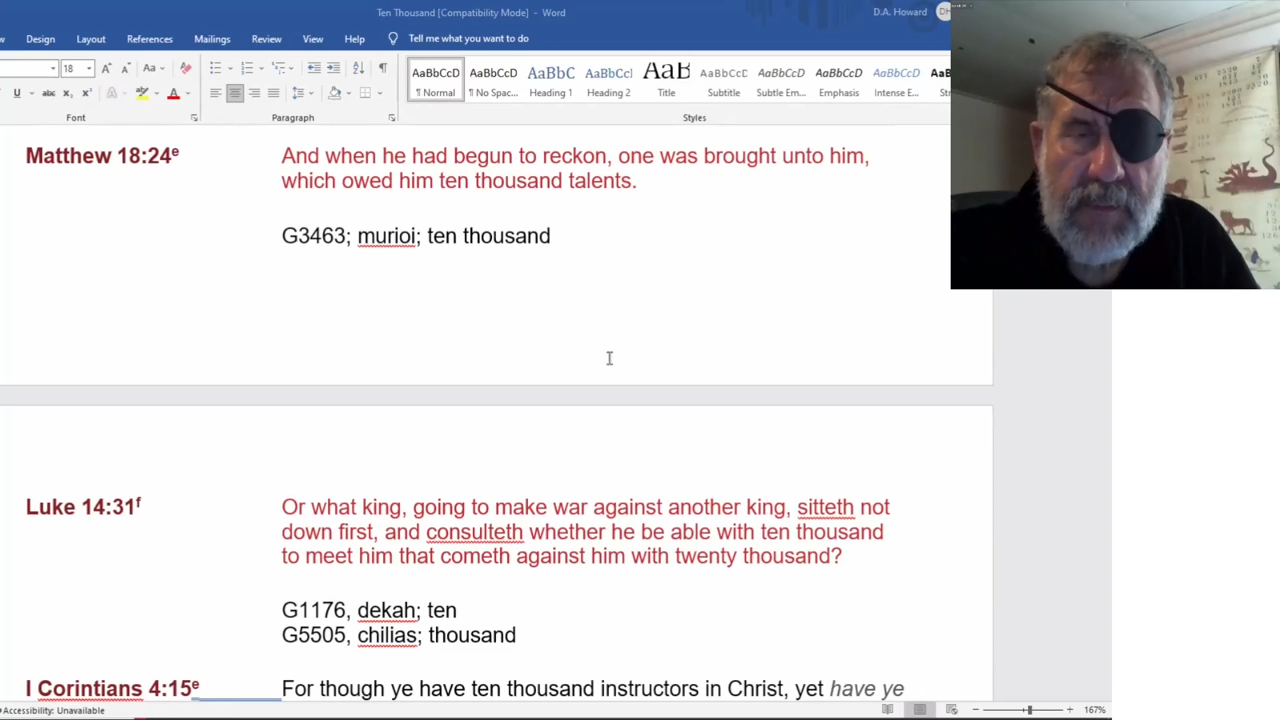 Ten Thousand [Compatibility Mode] - Word
D.A. Howard
DH
Design Layout References Mailings Review View Help Tell me what you want to do
18
Aa
AaBbCcD AaBbCcD AaBbC AaBbCcI AaB AaBbCcD AaBbCcD AaBbCcD AaBbCcD AaB
¶ Normal ¶ No Spac... Heading 1 Heading 2 Title Subtitle Subtle Em... Emphasis Intense E...
Font
Paragraph
Styles
Matthew 18:24e And when he had begun to reckon, one was brought unto him,
which owed him ten thousand talents.
G3463; murioi; ten thousand
Luke 14:31f Or what king, going to make war against another king, sitteth not
down first, and consulteth whether he be able with ten thousand
to meet him that cometh against him with twenty thousand?
G1176, dekah; ten
G5505, chilias; thousand
I Corinthians 4:15e For though ye have ten thousand instructors in Christ, yet have ye
Accessibility: Unavailable
167%